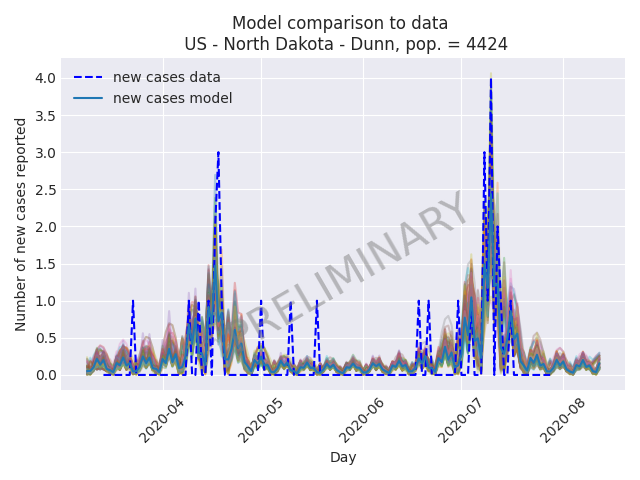 Model comparison to data
US - North Dakota - Dunn, pop. = 4424
new cases data
new cases model
PRELIMINARY
Number of new cases reported
4.0
3.5
3.0
2.5
2.0
1.5
1.0
0.5
0.0
2020-04
2020-05
2020-06
2020-07
2020-08
Day